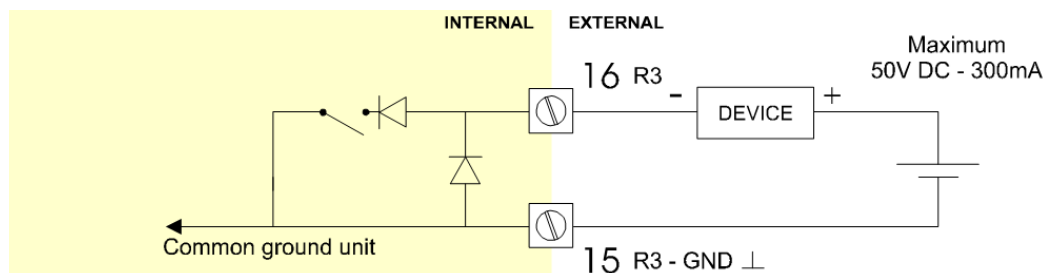 INTERNAL EXTERNAL
Maximum
50V DC - 300mA
16 R3 - DEVICE +
Common ground unit
15 R3 - GND ⊥